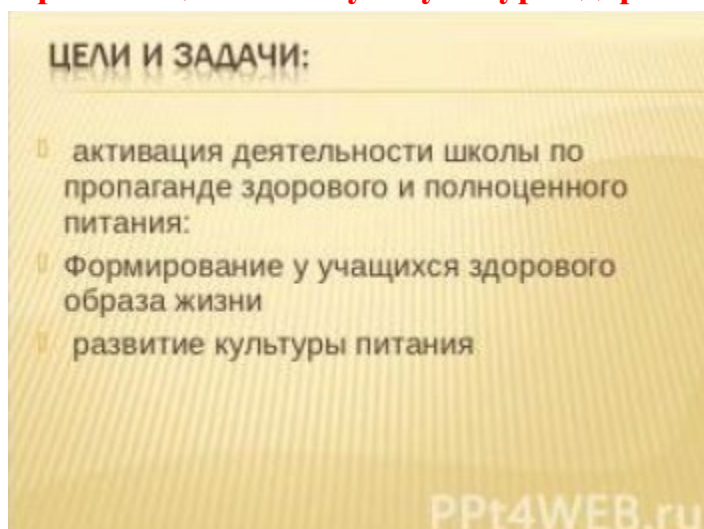 ЦЕЛИ И ЗАДАЧИ:
активация деятельности школы по
пропаганде здорового и полноценного
питания:
Формирование у учащихся здорового
образа жизни
развитие культуры питания
PPt4WEB.ru